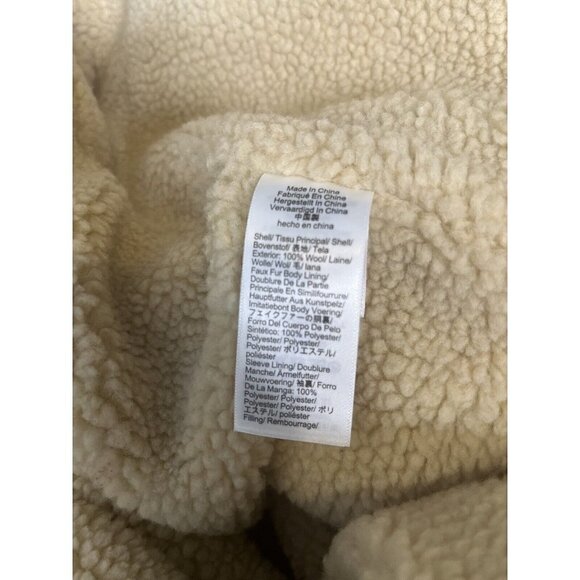 Made In China
Fabriqué En Chine
Hergestellt In China
Vervaardigd In China
中国製
hecho en china
Shell/ Tissu Principal/ Shell/
Bovenstof/ 表地/ Tela
Exterior: 100% Wool/ Laine/
Wolle/ Wol/ 毛/ lana
Faux Fur Body Lining/
Doublure De La Partie
Principale En Similifourrure/
Hauptfutter Aus Kunstpelz/
Imitatiebont Body Voering/
フェイクファーの胴裏/
Forro Del Cuerpo De Pelo
Sintético: 100% Polyester/
Polyester/ Polyester/
Polyester/ ポリエステル/
poliéster
Sleeve Lining/ Doublure
Manche/ Ärmelfutter/
Mouwvoering/ 袖裏/ Forro
De La Manga: 100%
Polyester/ Polyester/
Polyester/ Polyester/ ポリ
エステル/ poliéster
Filling/ Rembourrage/